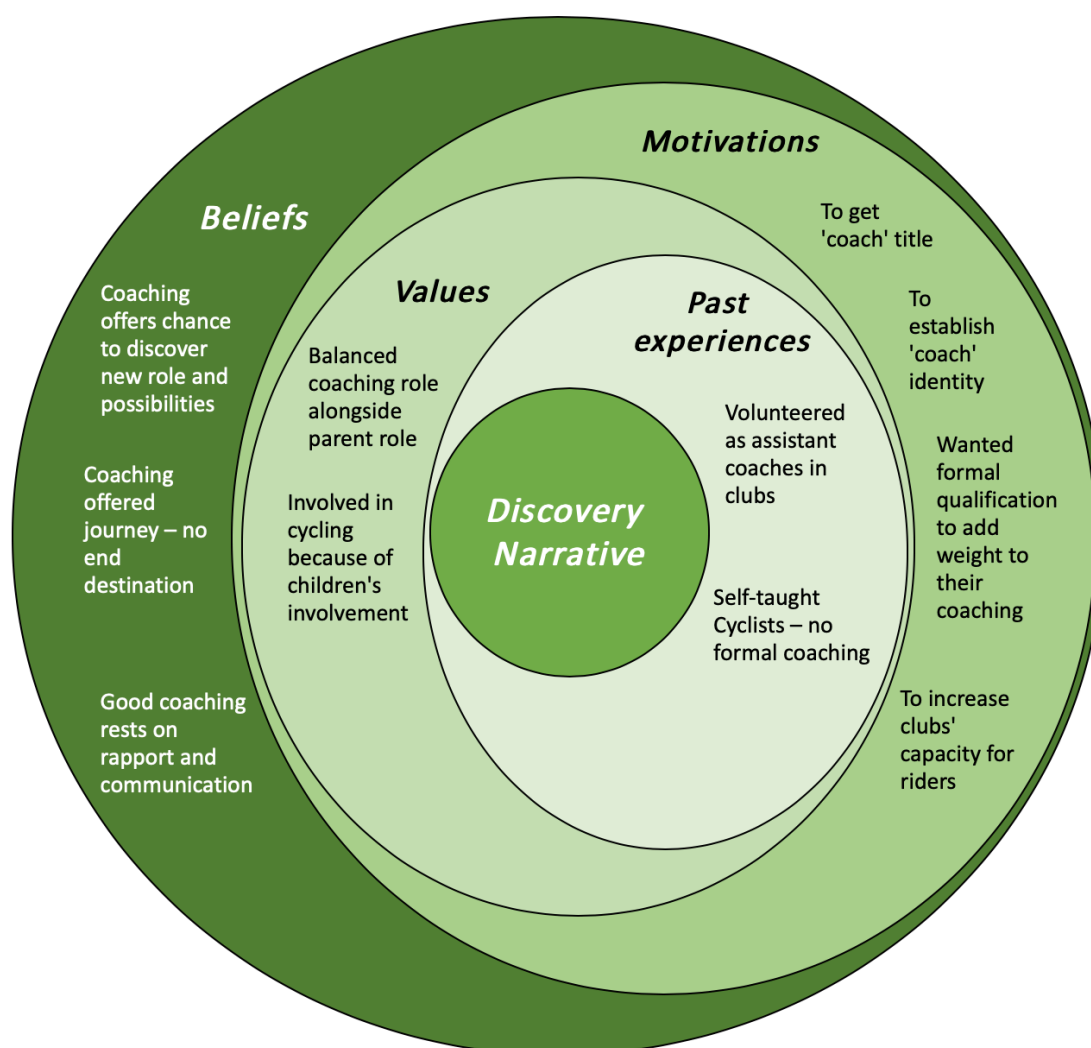 Beliefs
Coaching
offers chance
to discover
new role and
possibilities
Coaching
offered
journey – no
end
destination
Good coaching
rests on
rapport and
communication
Motivations
To get
'coach' title
To
establish
'coach'
identity
Wanted
formal
qualification
to add
weight to
their
coaching
To increase
clubs'
capacity for
riders
Values
Balanced
coaching role
alongside
parent role
Involved in
cycling
because of
children's
involvement
Past
experiences
Volunteered
as assistant
coaches in
clubs
Self-taught
Cyclists – no
formal coaching
Discovery
Narrative